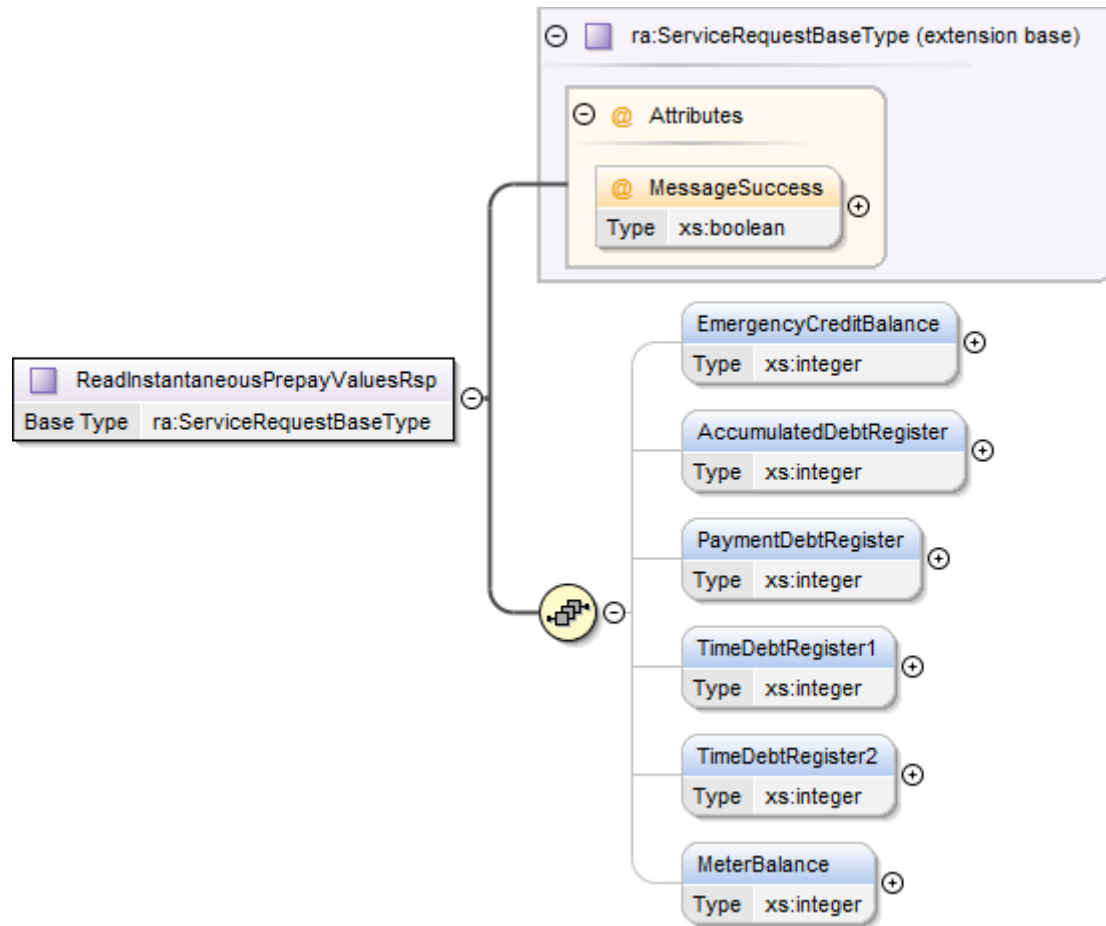 ra:ServiceRequestBaseType (extension base)
@ Attributes
@ MessageSuccess
Type xs:boolean
ReadInstantaneousPrepayValuesRsp
Base Type ra:ServiceRequestBaseType
EmergencyCreditBalance
Type xs:integer
AccumulatedDebtRegister
Type xs:integer
PaymentDebtRegister
Type xs:integer
TimeDebtRegister1
Type xs:integer
TimeDebtRegister2
Type xs:integer
MeterBalance
Type xs:integer